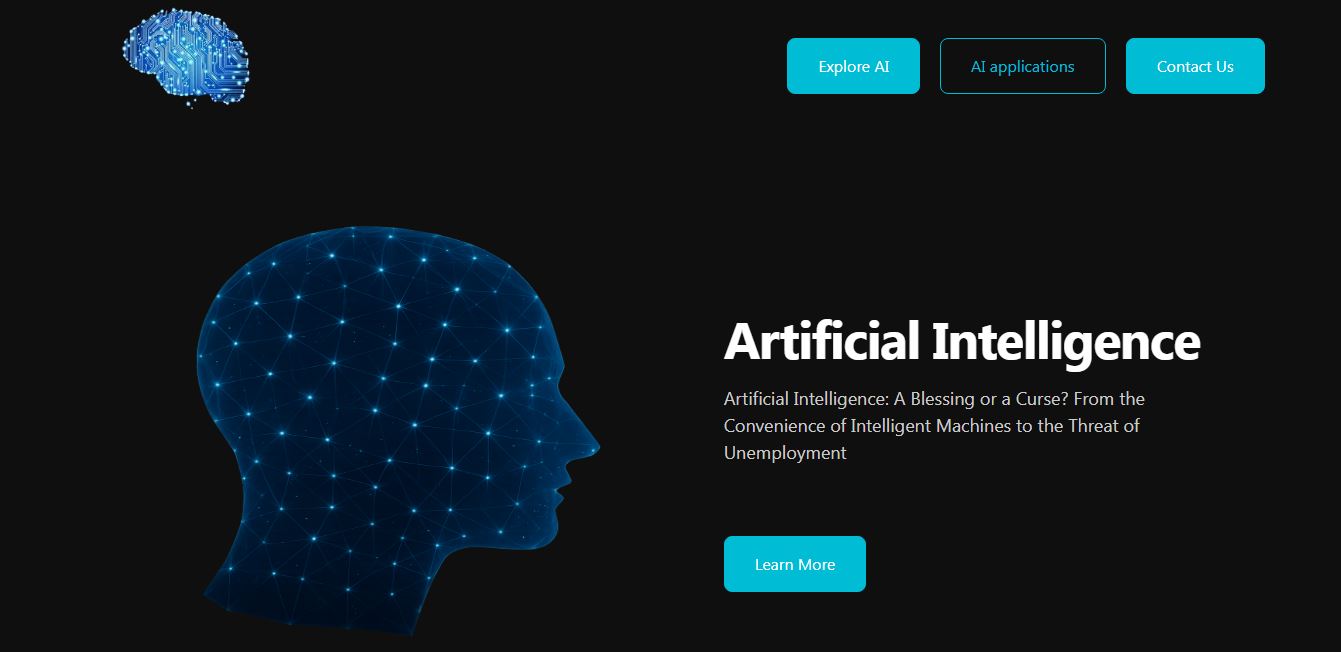 Explore AI
AI applications
Contact Us
Artificial Intelligence
Artificial Intelligence: A Blessing or a Curse? From the
Convenience of Intelligent Machines to the Threat of
Unemployment
Learn More